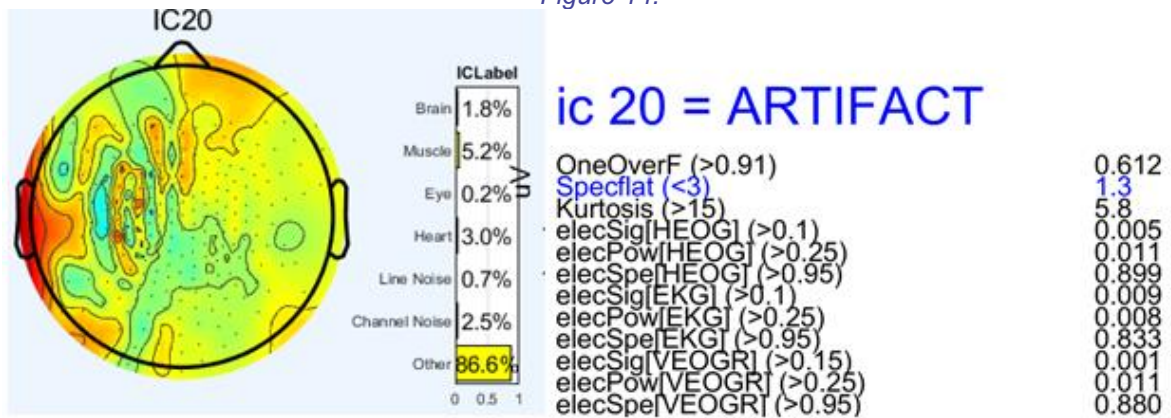 Figure 11.
IC20
ICLabel
Brain 1.8%
Muscle 5.2%
Eye 0.2%
Heart 3.0%
Line Noise 0.7%
Channel Noise 2.5%
Other 86.6%
0 0.5 1
ic 20 = ARTIFACT
OneOverF (>0.91) 0.612
Specflat (<3) 1.3
Kurtosis (>15) 5.8
elecSig[HEOG] (>0.1) 0.005
elecPow[HEOG] (>0.25) 0.011
elecSpe[HEOG] (>0.95) 0.899
elecSig[EKG] (>0.1) 0.009
elecPow[EKG] (>0.25) 0.008
elecSpe[EKG] (>0.95) 0.833
elecSig[VEOGR] (>0.15) 0.001
elecPow[VEOGR] (>0.25) 0.011
elecSpe[VEOGR] (>0.95) 0.880